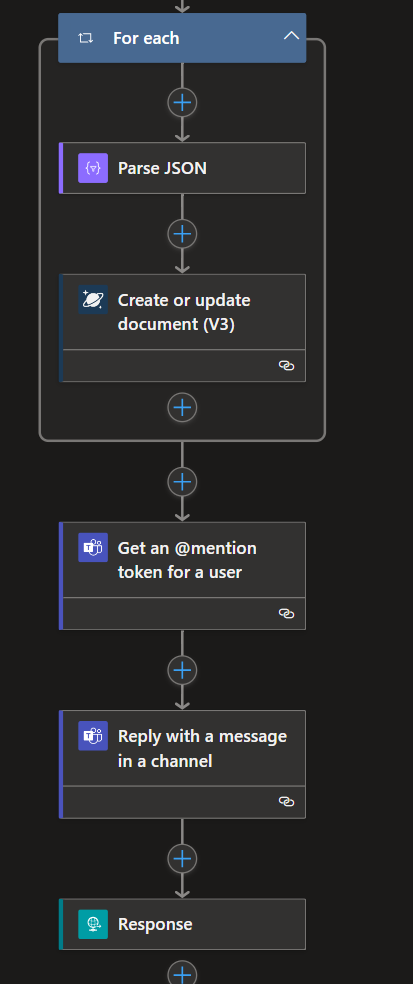 For each
Parse JSON
Create or update
document (V3)
Get an @mention
token for a user
Reply with a message
in a channel
Response